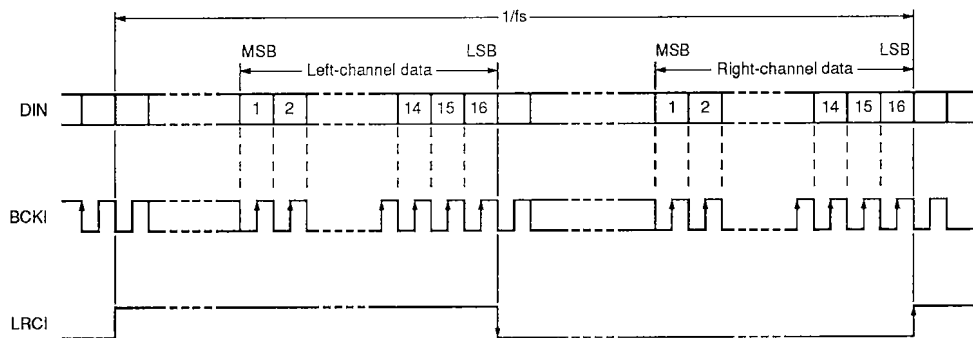 1/fs
MSB LSB MSB LSB
Left-channel data Right-channel data
DIN 1 2 14 15 16 1 2 14 15 16
BCKI
LRCI